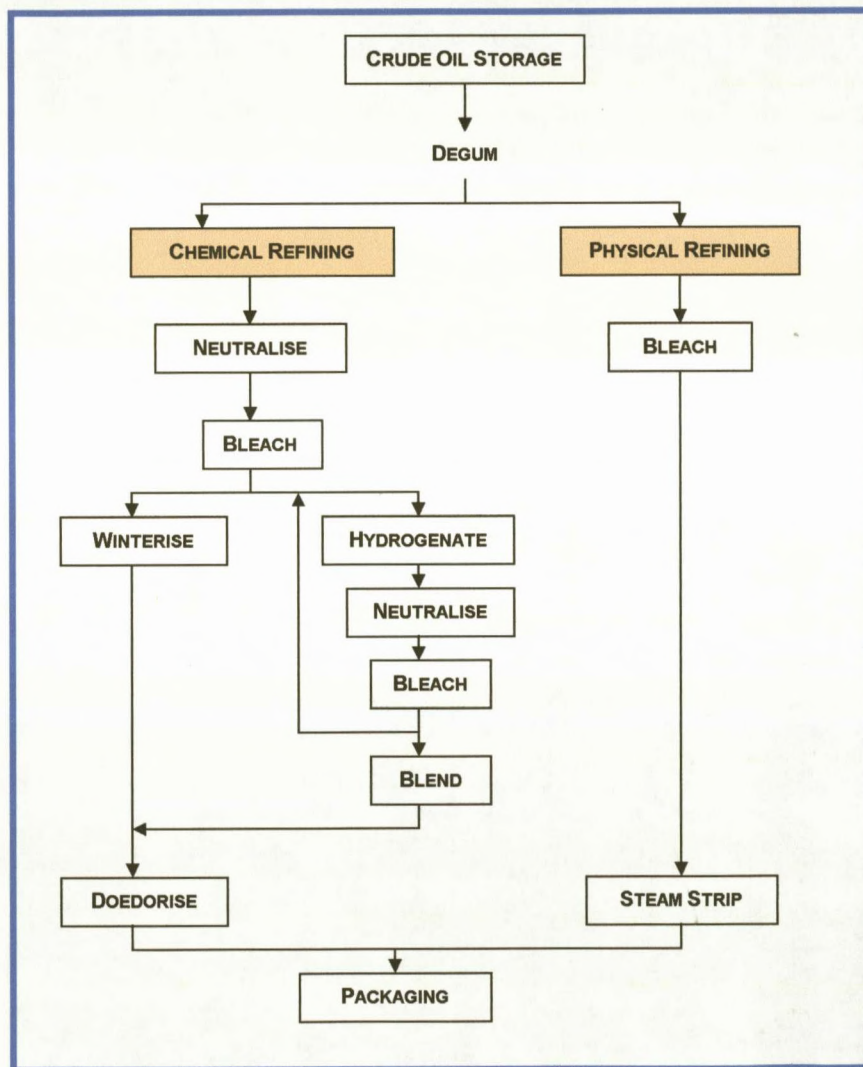 CRUDE OIL STORAGE
DEGUM
CHEMICAL REFINING
PHYSICAL REFINING
NEUTRALISE
BLEACH
BLEACH
WINTERISE
HYDROGENATE
NEUTRALISE
BLEACH
BLEND
DOEDORISE
STEAM STRIP
PACKAGING